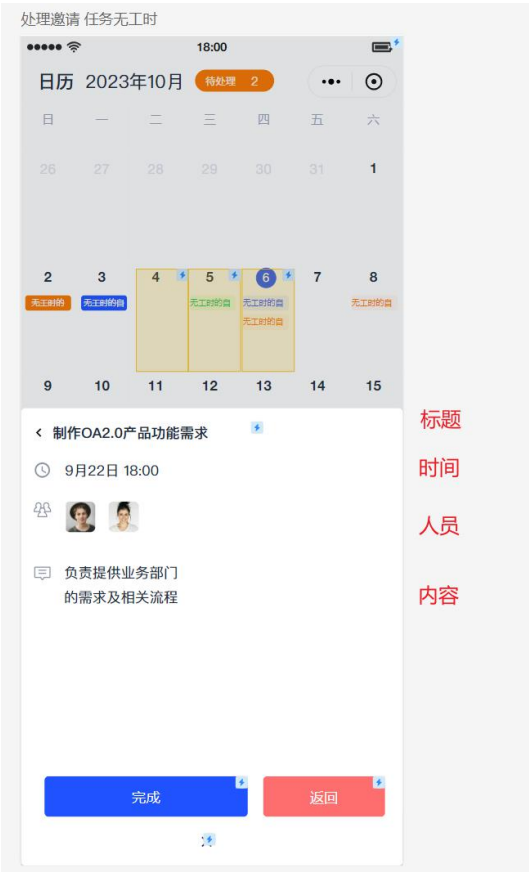 处理邀请 任务无工时
18:00
日历 2023年10月 待处理 2
日 一 二 三 四 五 六
26 27 28 29 30 31 1
2 3 4 5 6 7 8
无工时的 无工时的自 无工时的自 无工时的自 无工时的自
无工时的自
9 10 11 12 13 14 15
制作OA2.0产品功能需求 标题
9月22日 18:00 时间
人员
负责提供业务部门
的需求及相关流程 内容
完成 返回